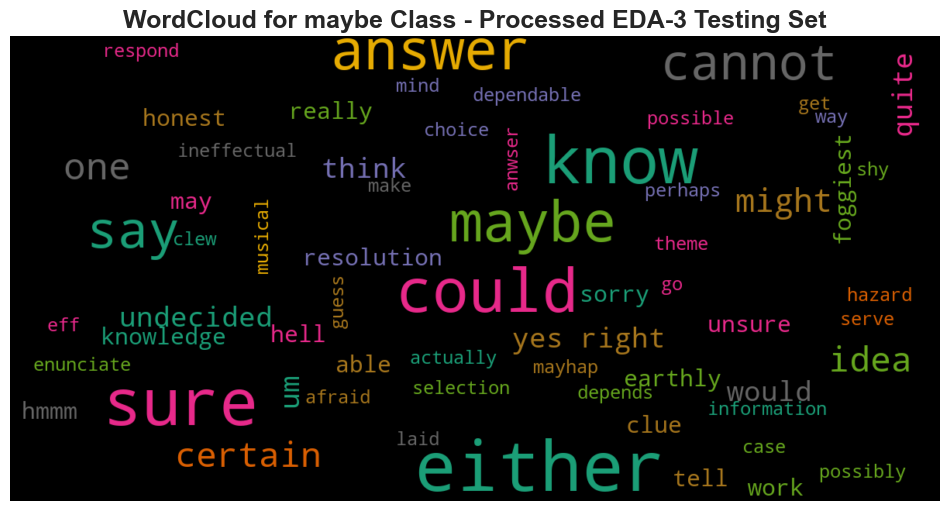 WordCloud for maybe Class - Processed EDA-3 Testing Set
respond
answer
cannot
quite
mind
dependable
get
way
honest
really
choice
possible
ineffectual
one
think
make
anwser
know
perhaps
might
foggiest
shy
may
say
clew
musical
maybe
theme
resolution
could
sorry
go
guess
hazard
serve
eff
undecided
knowledge
hell
yes right
unsure
idea
enunciate
able
actually
mayhap
earthly
depends
would
um
afraid
selection
information
hmmm
sure
clue
laid
either
case
certain
tell
work
possibly